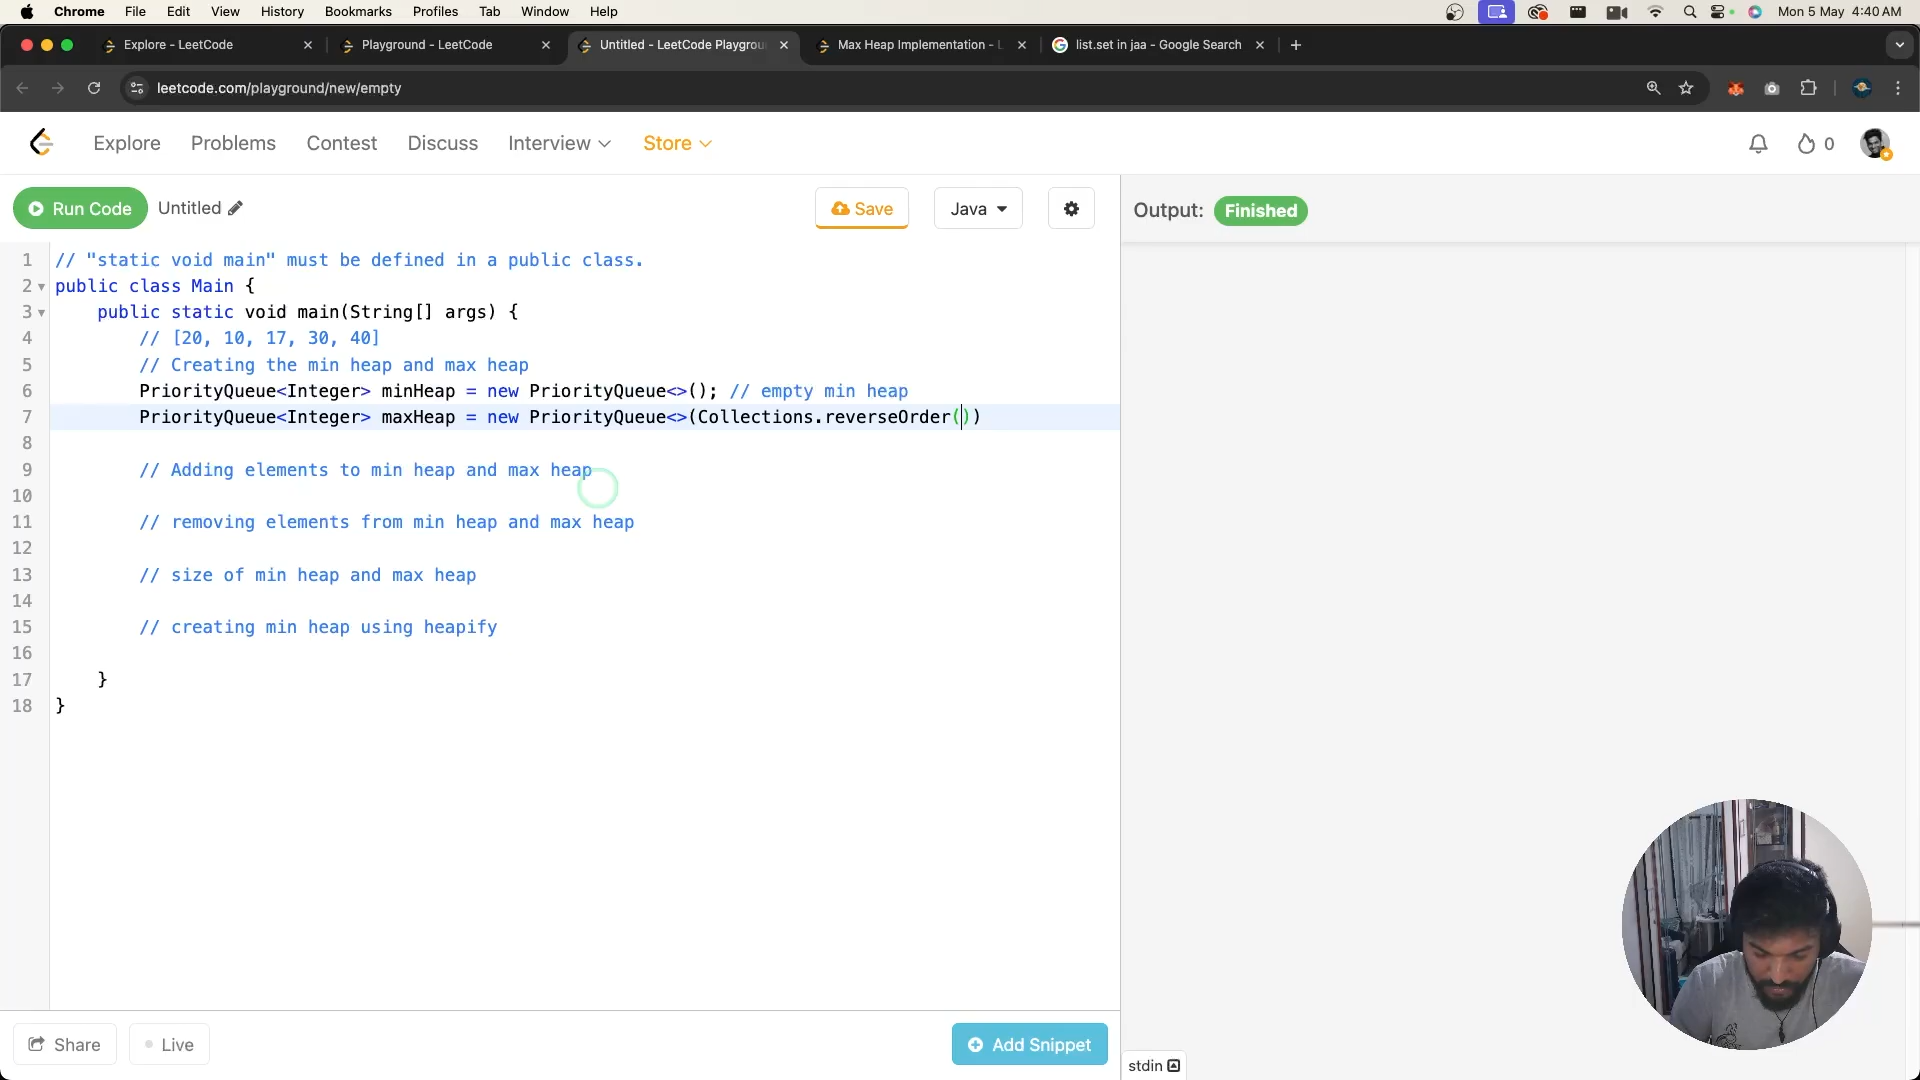 Chrome File Edit View History Bookmarks Profiles Tab Window Help Mon 5 May 4:40 AM
Explore - LeetCode Playground - LeetCode Untitled - LeetCode Playgrou Max Heap Implementation - L list.set in jaa - Google Search
leetcode.com/playground/new/empty
Explore Problems Contest Discuss Interview Store 0
Run Code Untitled Save Java Output: Finished
1 // "static void main" must be defined in a public class.
2 public class Main {
3 public static void main(String[] args) {
4 // [20, 10, 17, 30, 40]
5 // Creating the min heap and max heap
6 PriorityQueue<Integer> minHeap = new PriorityQueue<>(); // empty min heap
7 PriorityQueue<Integer> maxHeap = new PriorityQueue<>(Collections.reverseOrder())
8
9 // Adding elements to min heap and max heap
10
11 // removing elements from min heap and max heap
12
13 // size of min heap and max heap
14
15 // creating min heap using heapify
16
17 }
18 }
Share Live Add Snippet stdin